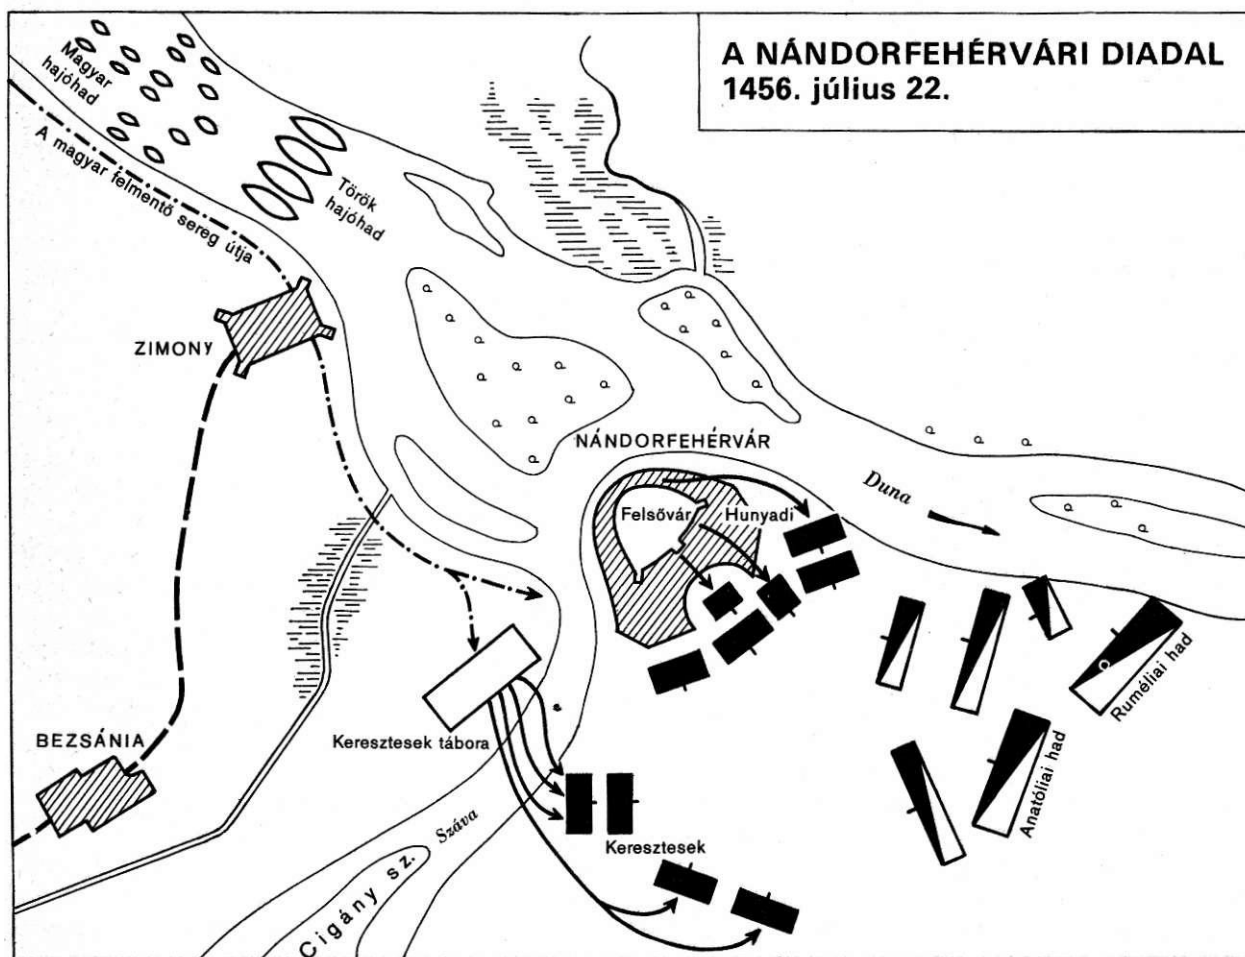 A NÁNDORFEHÉRVÁRI DIADAL
1456. július 22.
Magyar
hajóhad
A magyar felmentő sereg útja
Török
hajóhad
ZIMONY
NÁNDORFEHÉRVÁR
Felsővár
Hunyadi
Duna
Ruméliai had
Anatóliai had
BEZSÁNIA
Keresztesek tábora
Száva
Keresztesek
Cigány sz.